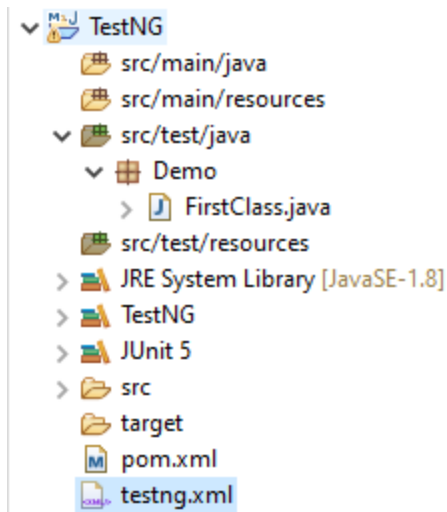 TestNG
src/main/java
src/main/resources
src/test/java
Demo
FirstClass.java
src/test/resources
JRE System Library [JavaSE-1.8]
TestNG
JUnit 5
src
target
pom.xml
testng.xml